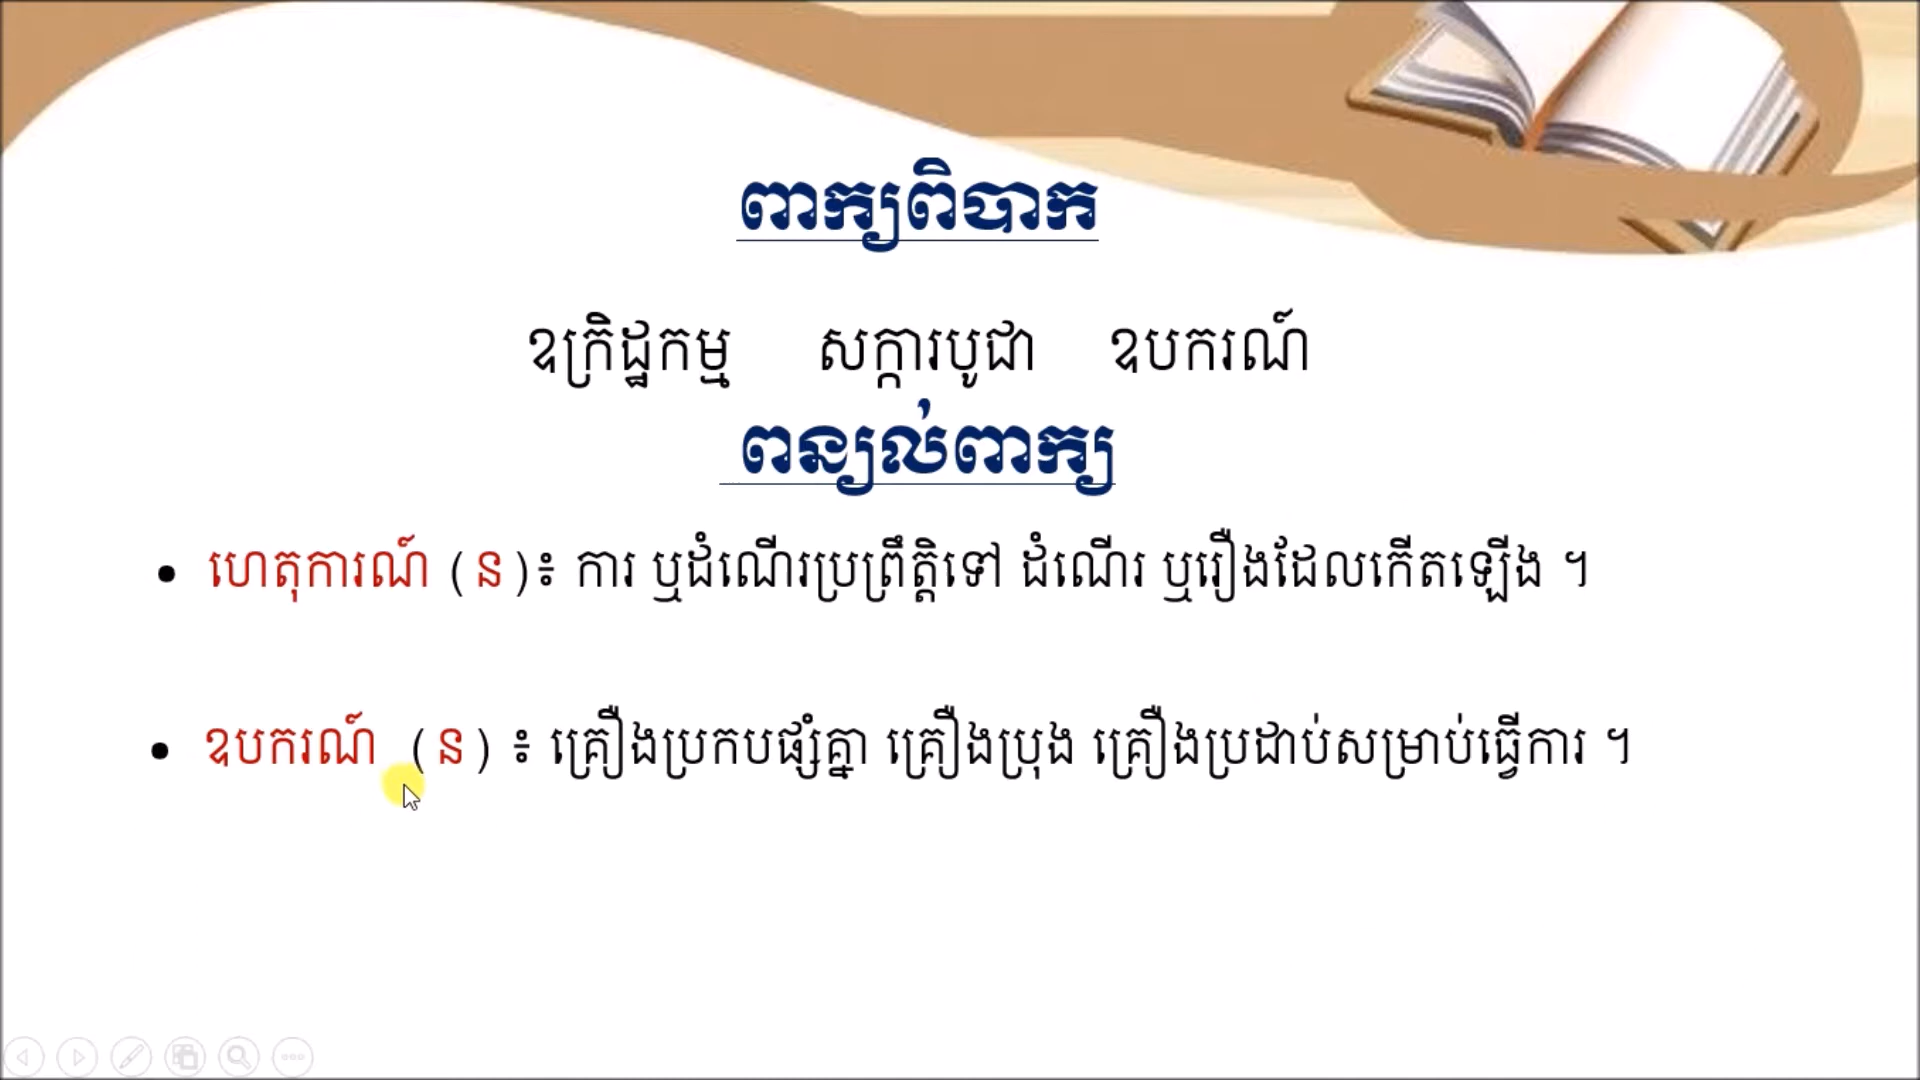 ពាក្យពិបាក
ឧក្រិដ្ឋកម្ម សក្ការបូជា ឧបករណ៍
ពន្យល់ពាក្យ
• ហេតុការណ៍ (ន)៖ ការ ឬដំណើរប្រព្រឹត្តិទៅ ដំណើរ ឬរឿងដែលកើតឡើង ។
• ឧបករណ៍ (ន) ៖ គ្រឿងប្រកបផ្សំគ្នា គ្រឿងប្រុង គ្រឿងប្រដាប់សម្រាប់ធ្វើការ ។